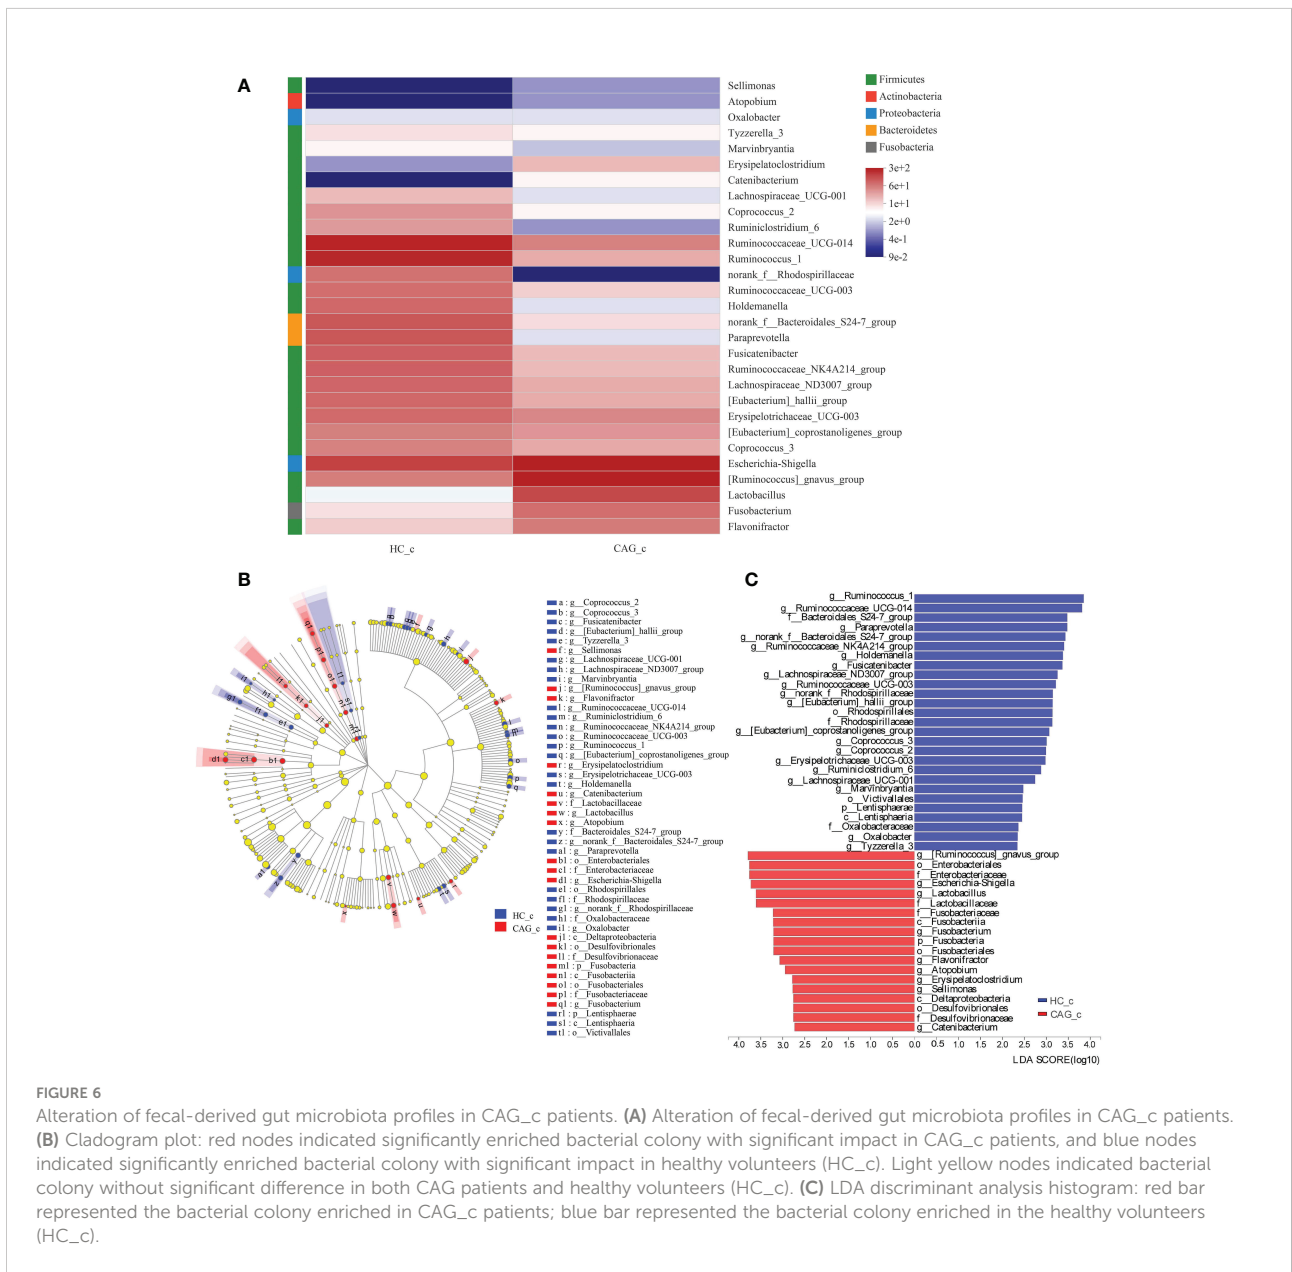 A
Sellimonas
Atopobium
Oxalobacter
Tyzzerella_3
Marvinbryantia
Erysipelatoclostridium
Catenibacterium
Lachnospiraceae_UCG-001
Coprococcus_2
Ruminiclostridium_6
Ruminococcaceae_UCG-014
Ruminococcus_1
norank_f__Rhodospirillaceae
Ruminococcaceae_UCG-003
Holdemanella
norank_f__Bacteroidales_S24-7_group
Paraprevotella
Fusicatenibacter
Ruminococcaceae_NK4A214_group
Lachnospiraceae_ND3007_group
[Eubacterium]_hallii_group
Erysipelotrichaceae_UCG-003
[Eubacterium]_coprostanoligenes_group
Coprococcus_3
Escherichia-Shigella
[Ruminococcus]_gnavus_group
Lactobacillus
Fusobacterium
Flavonifractor
HC_c
CAG_c
Firmicutes
Actinobacteria
Proteobacteria
Bacteroidetes
Fusobacteria
3e+2
6e+1
1e+1
2e+0
4e-1
9e-2
B
HC_c
CAG_c
a : g__Coprococcus_2
b : g__Coprococcus_3
c : g__Fusicatenibacter
d : g__[Eubacterium]_hallii_group
e : g__Tyzzerella_3
f : g__Sellimonas
g : g__Lachnospiraceae_UCG-001
h : g__Lachnospiraceae_ND3007_group
i : g__Marvinbryantia
j : g__[Ruminococcus]_gnavus_group
k : g__Flavonifractor
l : g__Ruminococcaceae_UCG-014
m : g__Ruminiclostridium_6
n : g__Ruminococcaceae_NK4A214_group
o : g__Ruminococcaceae_UCG-003
p : g__Ruminococcus_1
q : g__[Eubacterium]_coprostanoligenes_group
r : g__Erysipelatoclostridium
s : g__Erysipelotrichaceae_UCG-003
t : g__Holdemanella
u : g__Catenibacterium
v : f__Lactobacillaceae
w : g__Lactobacillus
x : g__Atopobium
y : f__Bacteroidales_S24-7_group
z : g__norank_f__Bacteroidales_S24-7_group
a1 : g__Paraprevotella
b1 : o__Enterobacteriales
c1 : f__Enterobacteriaceae
d1 : g__Escherichia-Shigella
e1 : o__Rhodospirillales
f1 : f__Rhodospirillaceae
g1 : g__norank_f__Rhodospirillaceae
h1 : f__Oxalobacteraceae
i1 : g__Oxalobacter
j1 : c__Deltaproteobacteria
k1 : o__Desulfovibrionales
l1 : f__Desulfovibrionaceae
m1 : p__Fusobacteria
n1 : c__Fusobacteriia
o1 : o__Fusobacteriales
p1 : f__Fusobacteriaceae
q1 : g__Fusobacterium
r1 : p__Lentisphaerae
s1 : c__Lentisphaeria
t1 : o__Victivallales
C
g__Ruminococcus_1
g__Ruminococcaceae_UCG-014
f__Bacteroidales_S24-7_group
g__Paraprevotella
g__norank_f__Bacteroidales_S24-7_group
g__Ruminococcaceae_NK4A214_group
g__Holdemanella
g__Fusicatenibacter
g__Lachnospiraceae_ND3007_group
g__Ruminococcaceae_UCG-003
g__norank_f__Rhodospirillaceae
g__[Eubacterium]_hallii_group
o__Rhodospirillales
f__Rhodospirillaceae
g__[Eubacterium]_coprostanoligenes_group
g__Coprococcus_3
g__Coprococcus_2
g__Erysipelotrichaceae_UCG-003
g__Ruminiclostridium_6
g__Lachnospiraceae_UCG-001
g__Marvinbryantia
o__Victivallales
p__Lentisphaerae
c__Lentisphaeria
f__Oxalobacteraceae
g__Oxalobacter
g__Tyzzerella_3
g__[Ruminococcus]_gnavus_group
o__Enterobacteriales
f__Enterobacteriaceae
g__Escherichia-Shigella
g__Lactobacillus
f__Lactobacillaceae
f__Fusobacteriaceae
c__Fusobacteriia
g__Fusobacterium
p__Fusobacteria
o__Fusobacteriales
g__Flavonifractor
g__Atopobium
g__Erysipelatoclostridium
g__Sellimonas
c__Deltaproteobacteria
o__Desulfovibrionales
f__Desulfovibrionaceae
g__Catenibacterium
HC_c
CAG_c
4.0 3.5 3.0 2.5 2.0 1.5 1.0 0.5 0.0 0.5 1.0 1.5 2.0 2.5 3.0 3.5 4.0
LDA SCORE(log10)
FIGURE 6
Alteration of fecal-derived gut microbiota profiles in CAG_c patients. (A) Alteration of fecal-derived gut microbiota profiles in CAG_c patients.
(B) Cladogram plot: red nodes indicated significantly enriched bacterial colony with significant impact in CAG_c patients, and blue nodes
indicated significantly enriched bacterial colony with significant impact in healthy volunteers (HC_c). Light yellow nodes indicated bacterial
colony without significant difference in both CAG patients and healthy volunteers (HC_c). (C) LDA discriminant analysis histogram: red bar
represented the bacterial colony enriched in CAG_c patients; blue bar represented the bacterial colony enriched in the healthy volunteers
(HC_c).